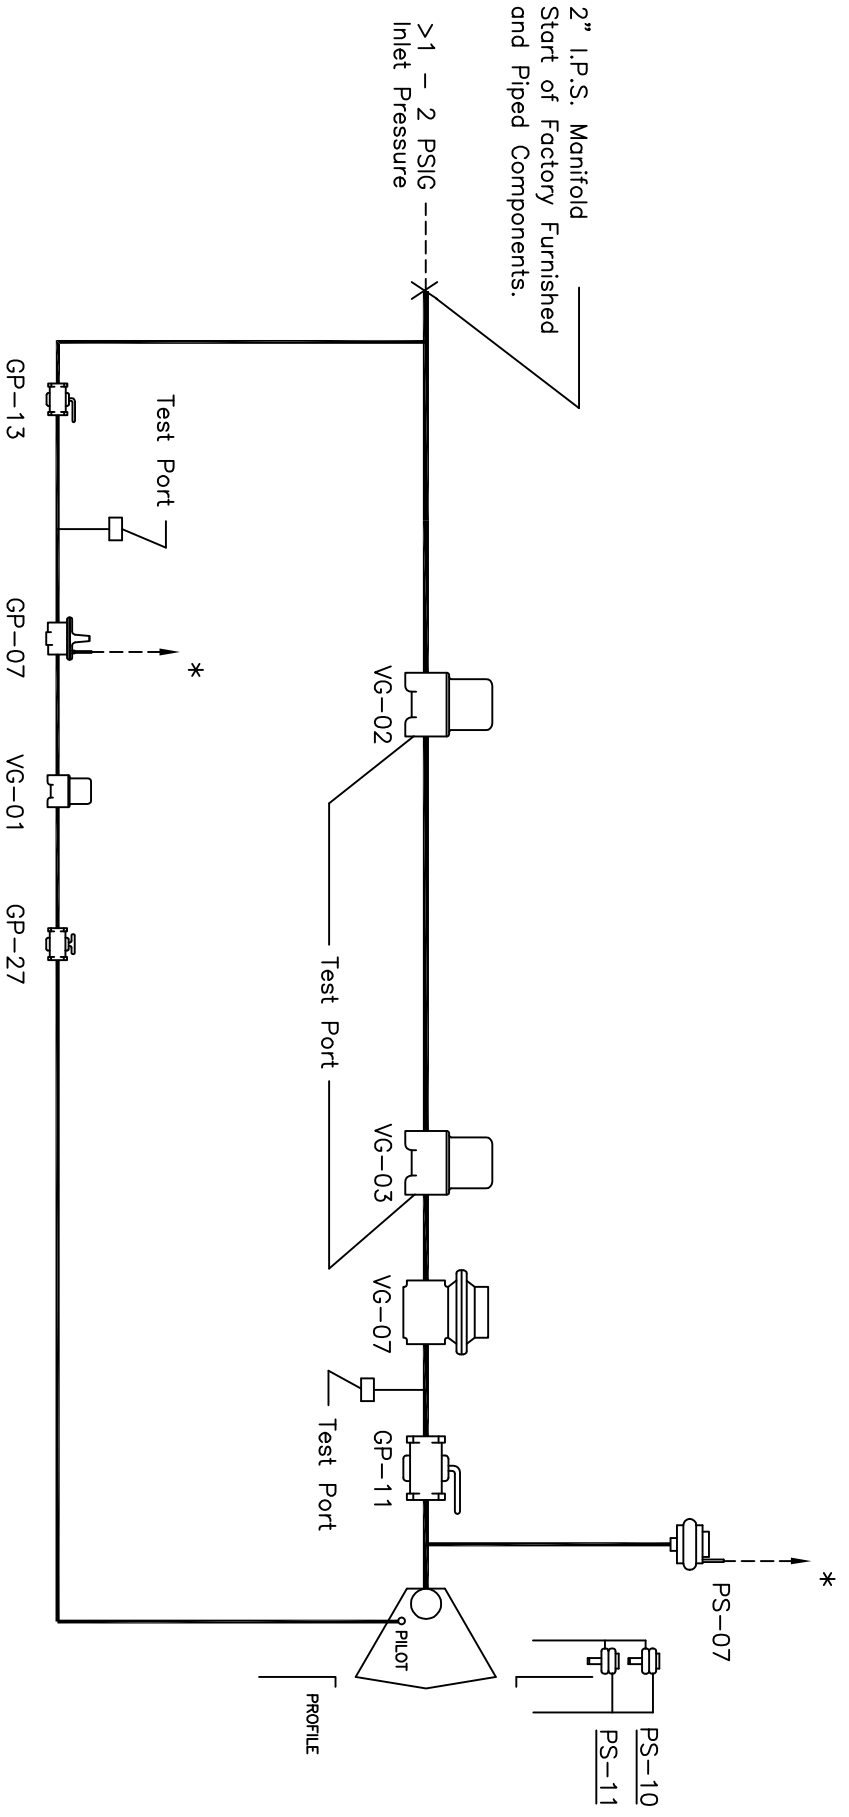 2" I.P.S. Manifold
Start of Factory Furnished
and Piped Components.
>1 - 2 PSIG
Inlet Pressure
*
PS-07
PS-10
PS-11
VG-02
VG-03
VG-07
GP-11
PILOT
PROFILE
Test Port
Test Port
Test Port
*
GP-13
GP-07
VG-01
GP-27